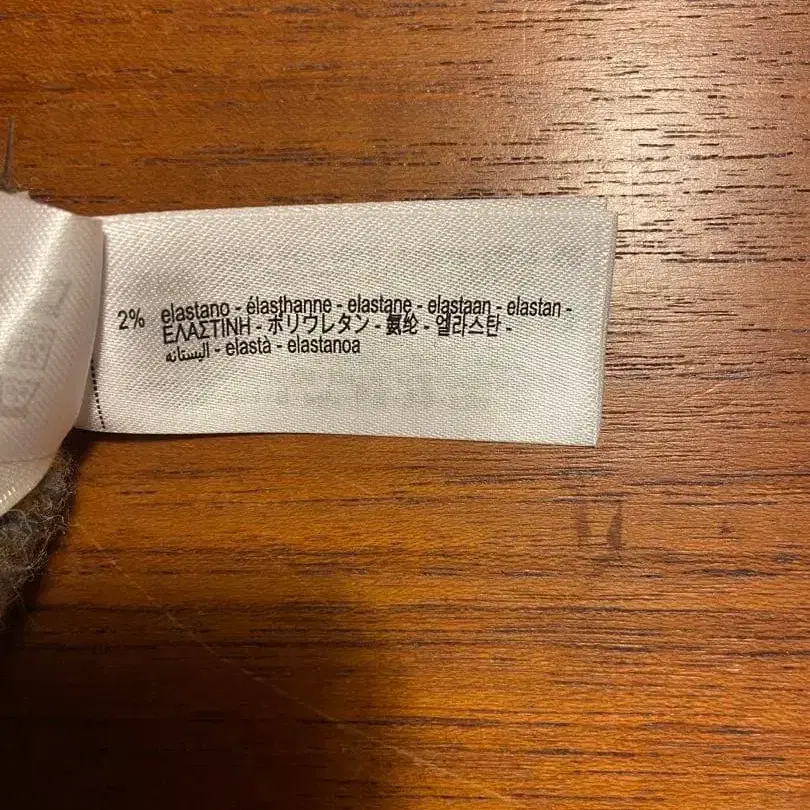 2% elastano - élasthanne - elastane - elastaan - elastan -
ΕΛΑΣΤΙΝΗ - ポリウレタン - 氨纶 - 엘라스탄 -
اليستانه - elastà - elastanoa